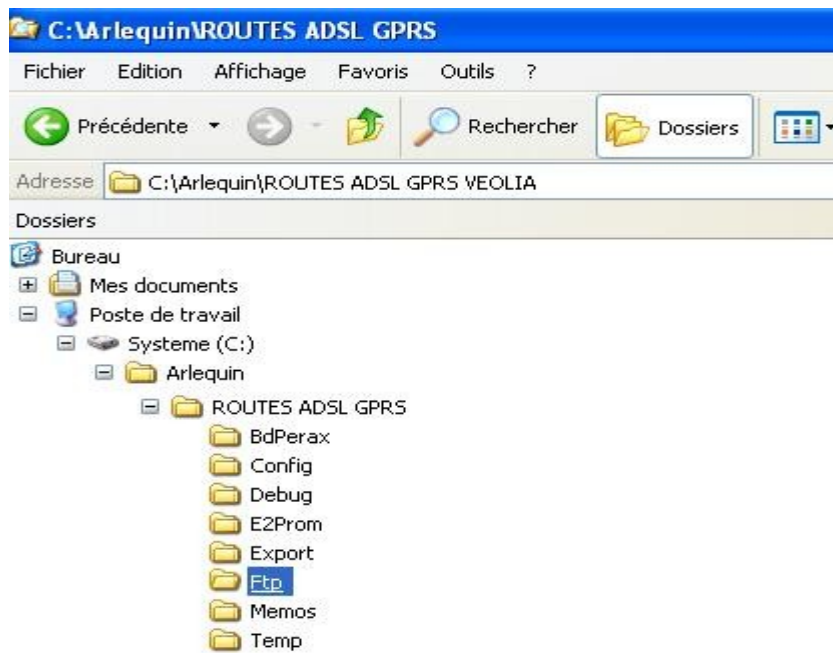 C:\Arlequin\ROUTES ADSL GPRS
Fichier Edition Affichage Favoris Outils ?
Précédente Rechercher Dossiers
Adresse C:\Arlequin\ROUTES ADSL GPRS VEOLIA
Dossiers
Bureau
Mes documents
Poste de travail
Systeme (C:)
Arlequin
ROUTES ADSL GPRS
BdPerax
Config
Debug
E2Prom
Export
Ftp
Memos
Temp